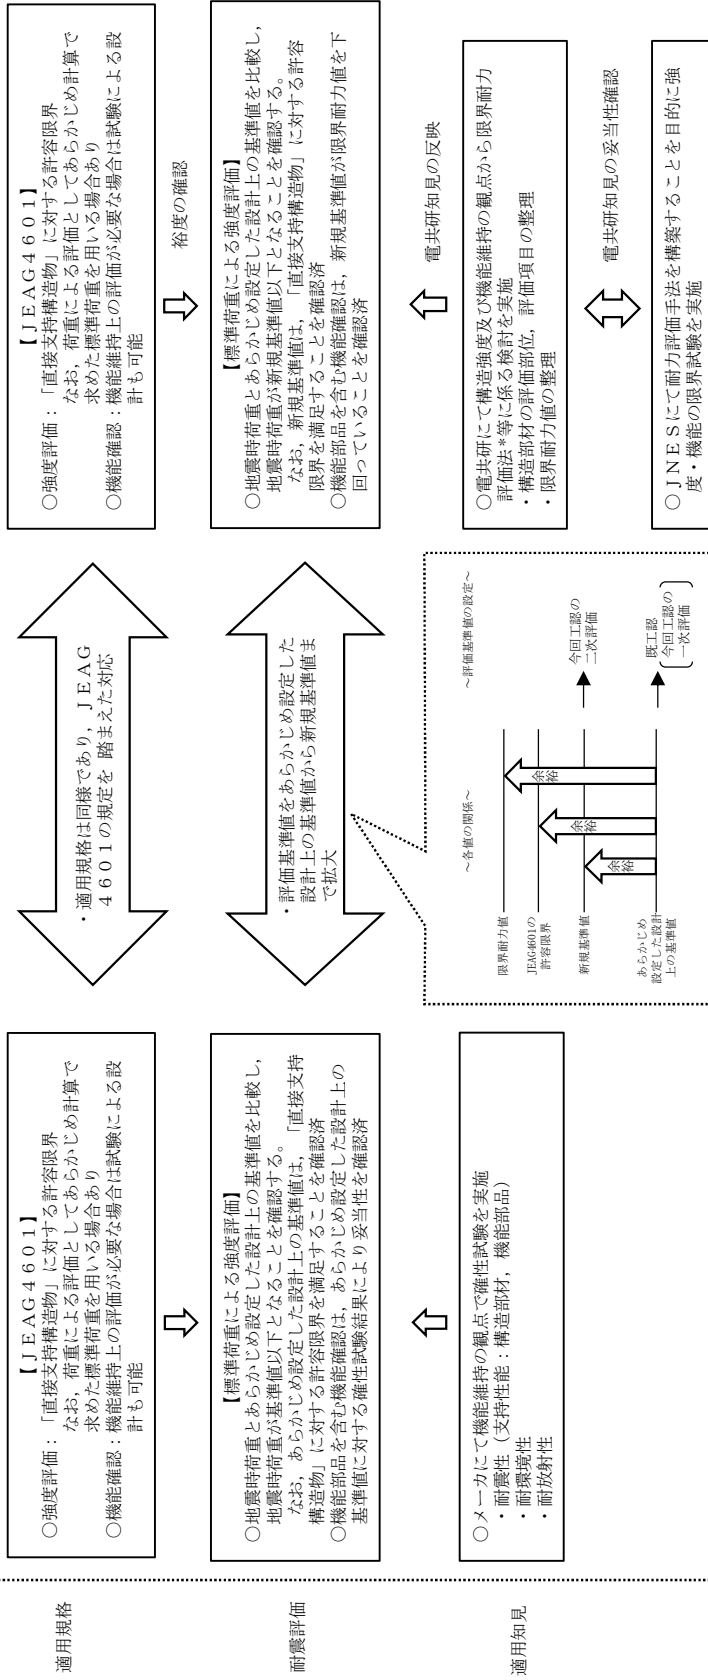 適用規格
【ＪＥＡＧ４６０１】
○強度評価：「直接支持構造物」に対する許容限界
なお，荷重による評価としてあらかじめ計算で
求めた標準荷重を用いる場合あり
○機能確認：機能維持上の評価が必要な場合は試験による設
計も可能
・適用規格は同様であり，ＪＥＡＧ
４６０１の規定を 踏まえた対応
【ＪＥＡＧ４６０１】
○強度評価：「直接支持構造物」に対する許容限界
なお，荷重による評価としてあらかじめ計算で
求めた標準荷重を用いる場合あり
○機能確認：機能維持上の評価が必要な場合は試験による設
計も可能
裕度の確認
耐震評価
【標準荷重による強度評価】
○地震時荷重とあらかじめ設定した設計上の基準値を比較し，
地震時荷重が基準値以下となることを確認する。
なお，あらかじめ設定した設計上の基準値は，「直接支持
構造物」に対する許容限界を満足することを確認済
○機能部品を含む機能確認は，あらかじめ設定した設計上の
基準値に対する確性試験結果により妥当性を確認済
・評価基準値をあらかじめ設定した
設計上の基準値から新規基準値ま
で拡大
【標準荷重による強度評価】
○地震時荷重とあらかじめ設定した設計上の基準値を比較し，
地震時荷重が新規基準値以下となることを確認する。
なお，新規基準値は，「直接支持構造物」に対する許容
限界を満足することを確認済
○機能部品を含む機能確認は，新規基準値が限界耐力値を下
回っていることを確認済
電共研知見の反映
適用知見
○メーカにて機能維持の観点で確性試験を実施
・耐震性（支持性能：構造部材，機能部品）
・耐環境性
・耐放射性
～各値の関係～
～評価基準値の設定～
限界耐力値
JEAG4601の
許容限界
新規基準値
あらかじめ
設定した設計
上の基準値
余裕
余裕
余裕
今回工認の
二次評価
既工認
今回工認の
一次評価
○電共研にて構造強度及び機能維持の観点から限界耐力
評価法*等に係る検討を実施
・構造部材の評価部位，評価項目の整理
・限界耐力値の整理
電共研知見の妥当性確認
○ＪＮＥＳにて耐力評価手法を構築することを目的に強
度・機能の限界試験を実施